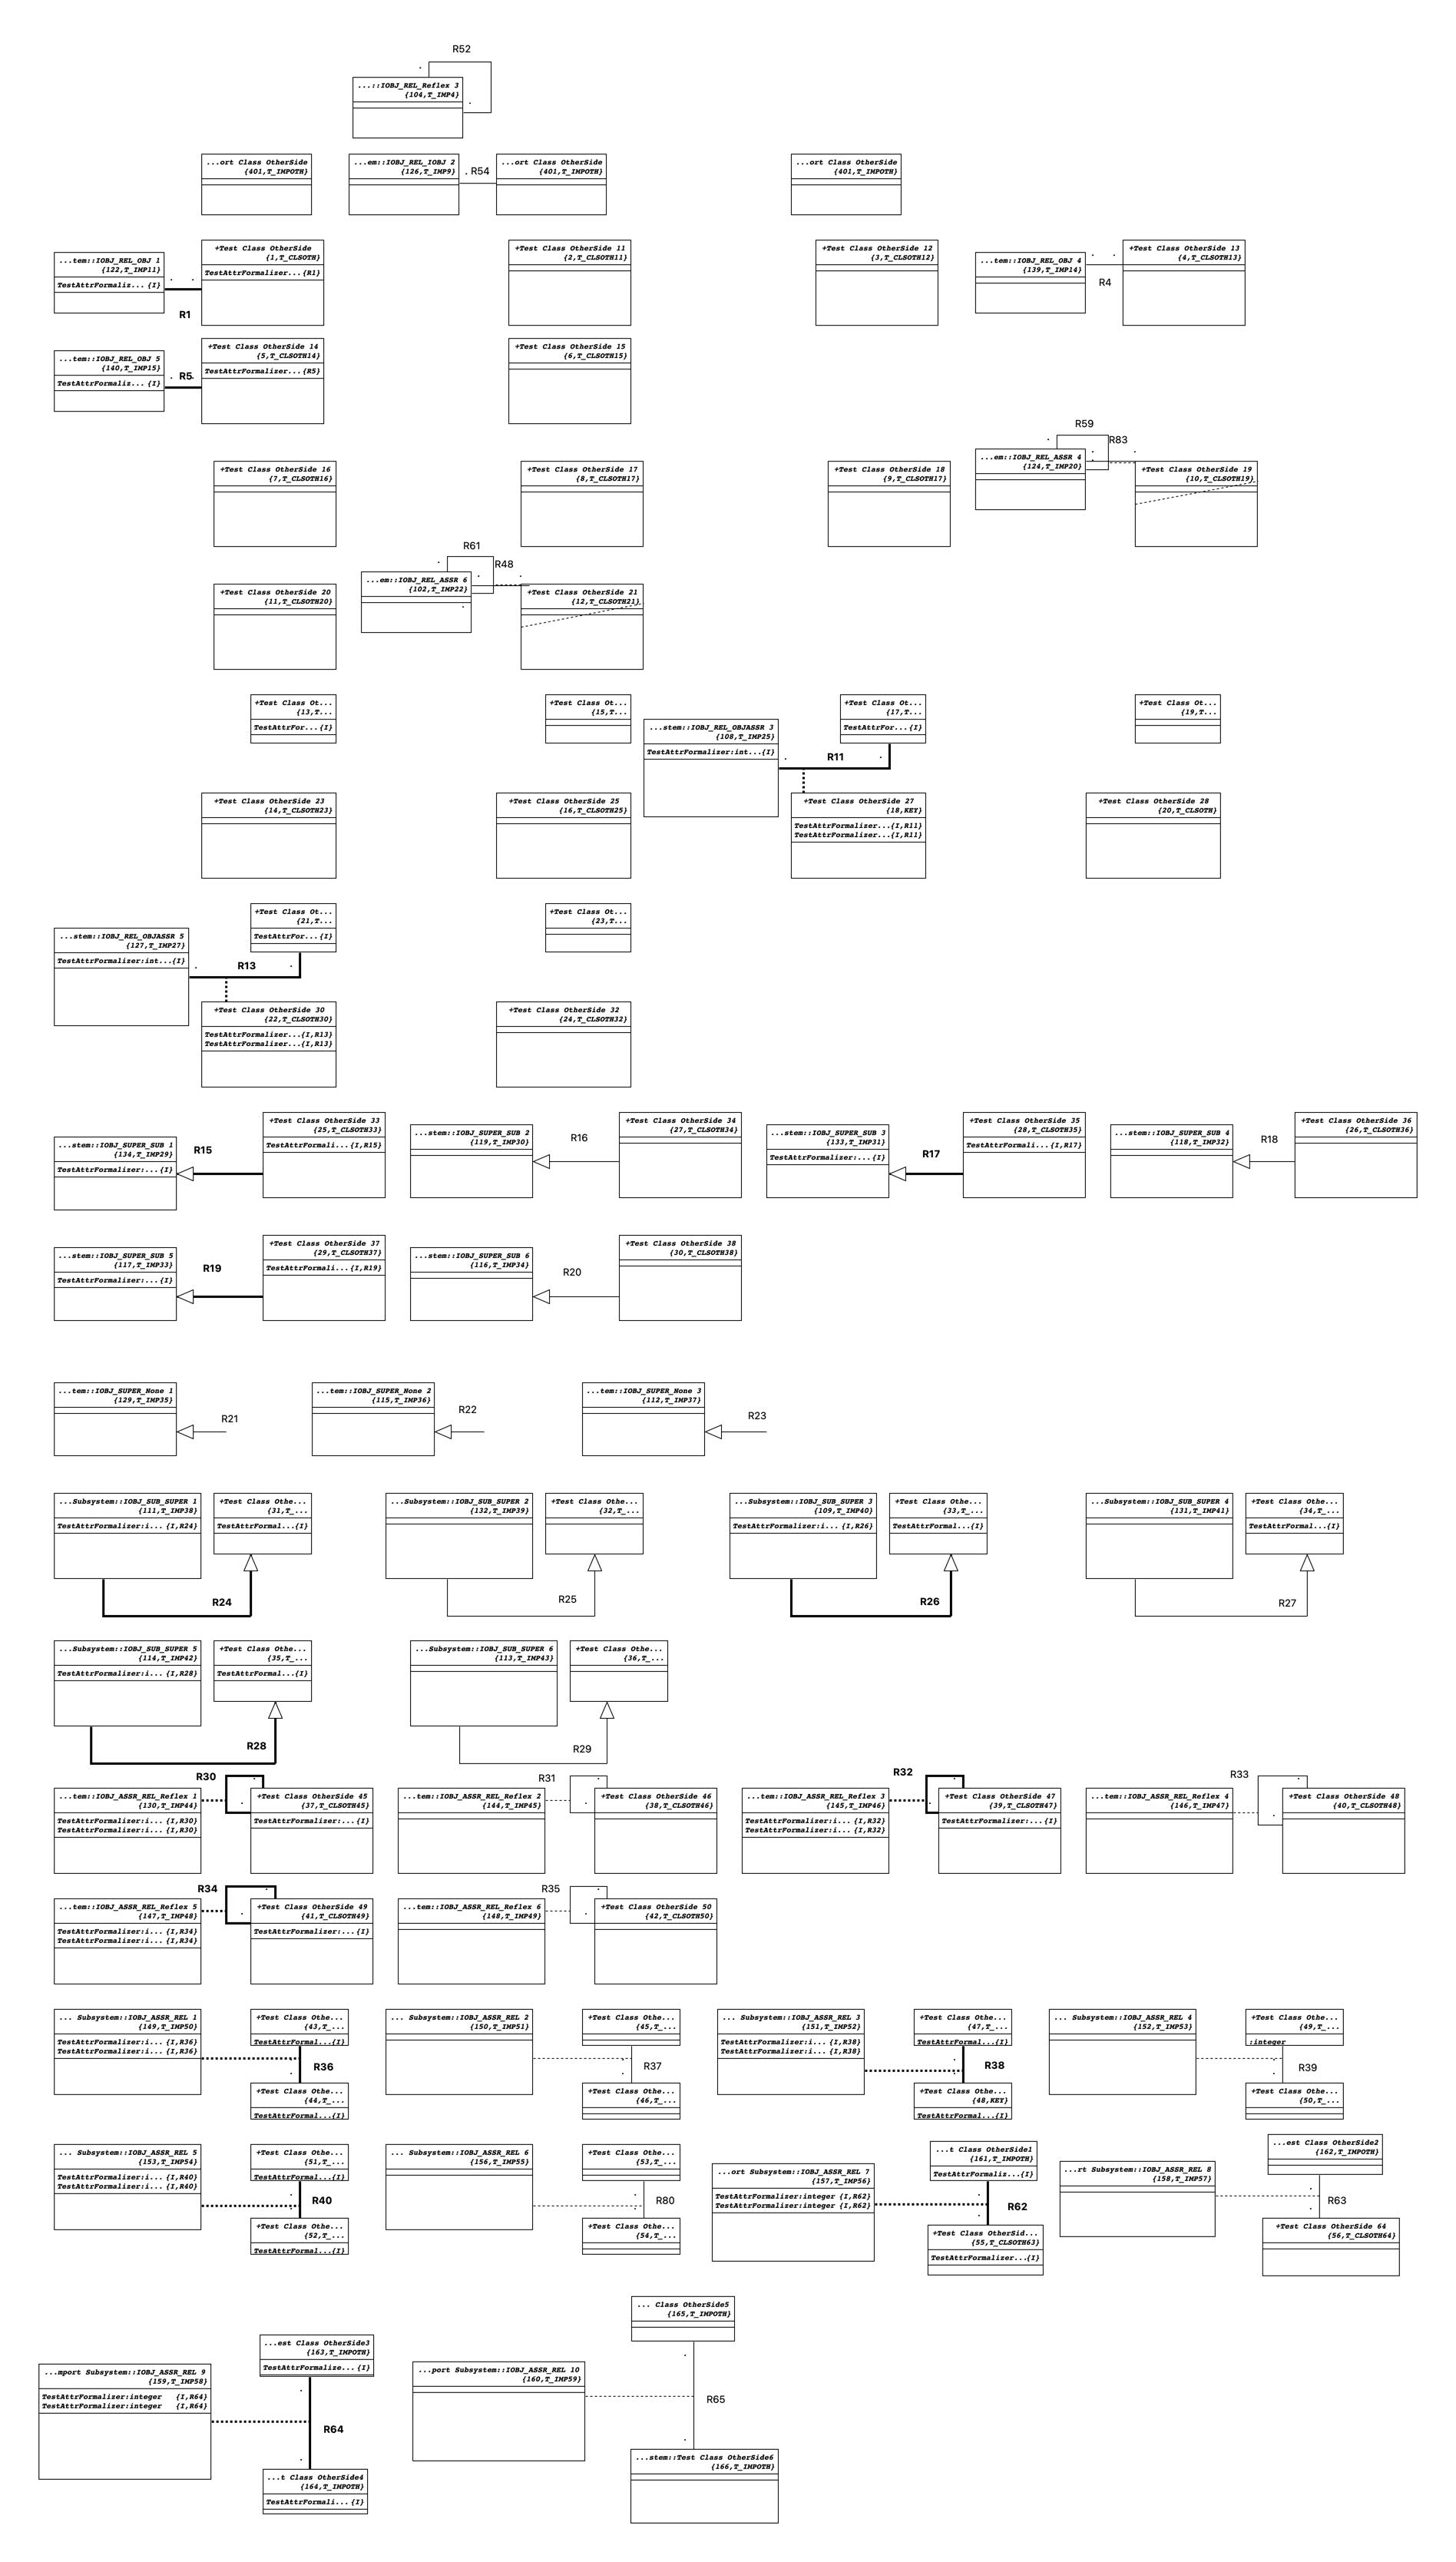 R52
...::IOBJ_REL_Reflex 3
{104,T_IMP4}
...ort Class OtherSide
{401,T_IMPOTH}
...em::IOBJ_REL_IOBJ 2
{126,T_IMP9}
R54
...ort Class OtherSide
{401,T_IMPOTH}
...ort Class OtherSide
{401,T_IMPOTH}
...tem::IOBJ_REL_OBJ 1
{122,T_IMP11}
TestAttrFormaliz... {I}
R1
+Test Class OtherSide
{1,T_CLSOTH}
TestAttrFormalizer... {R1}
+Test Class OtherSide 11
{2,T_CLSOTH11}
+Test Class OtherSide 12
{3,T_CLSOTH12}
...tem::IOBJ_REL_OBJ 4
{139,T_IMP14}
R4
+Test Class OtherSide 13
{4,T_CLSOTH13}
...tem::IOBJ_REL_OBJ 5
{140,T_IMP15}
TestAttrFormaliz... {I}
R5
+Test Class OtherSide 14
{5,T_CLSOTH14}
TestAttrFormalizer... {R5}
+Test Class OtherSide 15
{6,T_CLSOTH15}
+Test Class OtherSide 16
{7,T_CLSOTH16}
+Test Class OtherSide 17
{8,T_CLSOTH17}
+Test Class OtherSide 18
{9,T_CLSOTH17}
R59
R83
...em::IOBJ_REL_ASSR 4
{124,T_IMP20}
+Test Class OtherSide 19
{10,T_CLSOTH19}
+Test Class OtherSide 20
{11,T_CLSOTH20}
R61
R48
...em::IOBJ_REL_ASSR 6
{102,T_IMP22}
+Test Class OtherSide 21
{12,T_CLSOTH21}
+Test Class Ot...
{13,T...
TestAttrFor... {I}
+Test Class Ot...
{15,T...
...stem::IOBJ_REL_OBJASSR 3
{108,T_IMP25}
TestAttrFormalizer:int...{I}
+Test Class Ot...
{17,T...
TestAttrFor... {I}
R11
+Test Class Ot...
{19,T...
+Test Class OtherSide 23
{14,T_CLSOTH23}
+Test Class OtherSide 25
{16,T_CLSOTH25}
+Test Class OtherSide 27
{18,KEY}
TestAttrFormalizer...{I,R11}
TestAttrFormalizer...{I,R11}
+Test Class OtherSide 28
{20,T_CLSOTH}
...stem::IOBJ_REL_OBJASSR 5
{127,T_IMP27}
TestAttrFormalizer:int...{I}
+Test Class Ot...
{21,T...
TestAttrFor... {I}
R13
+Test Class Ot...
{23,T...
+Test Class OtherSide 30
{22,T_CLSOTH30}
TestAttrFormalizer...{I,R13}
TestAttrFormalizer...{I,R13}
+Test Class OtherSide 32
{24,T_CLSOTH32}
...stem::IOBJ_SUPER_SUB 1
{134,T_IMP29}
TestAttrFormalizer:...{I}
R15
+Test Class OtherSide 33
{25,T_CLSOTH33}
TestAttrFormali... {I,R15}
...stem::IOBJ_SUPER_SUB 2
{119,T_IMP30}
R16
+Test Class OtherSide 34
{27,T_CLSOTH34}
...stem::IOBJ_SUPER_SUB 3
{133,T_IMP31}
TestAttrFormalizer:...{I}
R17
+Test Class OtherSide 35
{28,T_CLSOTH35}
TestAttrFormali... {I,R17}
...stem::IOBJ_SUPER_SUB 4
{118,T_IMP32}
R18
+Test Class OtherSide 36
{26,T_CLSOTH36}
...stem::IOBJ_SUPER_SUB 5
{117,T_IMP33}
TestAttrFormalizer:...{I}
R19
+Test Class OtherSide 37
{29,T_CLSOTH37}
TestAttrFormali... {I,R19}
...stem::IOBJ_SUPER_SUB 6
{116,T_IMP34}
R20
+Test Class OtherSide 38
{30,T_CLSOTH38}
...tem::IOBJ_SUPER_None 1
{129,T_IMP35}
R21
...tem::IOBJ_SUPER_None 2
{115,T_IMP36}
R22
...tem::IOBJ_SUPER_None 3
{112,T_IMP37}
R23
...Subsystem::IOBJ_SUB_SUPER 1
{111,T_IMP38}
TestAttrFormalizer:i... {I,R24}
+Test Class Othe...
{31,T_...
TestAttrFormal...{I}
R24
...Subsystem::IOBJ_SUB_SUPER 2
{132,T_IMP39}
+Test Class Othe...
{32,T_...
R25
...Subsystem::IOBJ_SUB_SUPER 3
{109,T_IMP40}
TestAttrFormalizer:i... {I,R26}
+Test Class Othe...
{33,T_...
TestAttrFormal...{I}
R26
...Subsystem::IOBJ_SUB_SUPER 4
{131,T_IMP41}
+Test Class Othe...
{34,T_...
TestAttrFormal...{I}
R27
...Subsystem::IOBJ_SUB_SUPER 5
{114,T_IMP42}
TestAttrFormalizer:i... {I,R28}
+Test Class Othe...
{35,T_...
TestAttrFormal...{I}
R28
...Subsystem::IOBJ_SUB_SUPER 6
{113,T_IMP43}
+Test Class Othe...
{36,T_...
R29
R30
...tem::IOBJ_ASSR_REL_Reflex 1
{130,T_IMP44}
TestAttrFormalizer:i... {I,R30}
TestAttrFormalizer:i... {I,R30}
+Test Class OtherSide 45
{37,T_CLSOTH45}
TestAttrFormalizer:...{I}
R31
...tem::IOBJ_ASSR_REL_Reflex 2
{144,T_IMP45}
+Test Class OtherSide 46
{38,T_CLSOTH46}
R32
...tem::IOBJ_ASSR_REL_Reflex 3
{145,T_IMP46}
TestAttrFormalizer:i... {I,R32}
TestAttrFormalizer:i... {I,R32}
+Test Class OtherSide 47
{39,T_CLSOTH47}
TestAttrFormalizer:...{I}
R33
...tem::IOBJ_ASSR_REL_Reflex 4
{146,T_IMP47}
+Test Class OtherSide 48
{40,T_CLSOTH48}
R34
...tem::IOBJ_ASSR_REL_Reflex 5
{147,T_IMP48}
TestAttrFormalizer:i... {I,R34}
TestAttrFormalizer:i... {I,R34}
+Test Class OtherSide 49
{41,T_CLSOTH49}
TestAttrFormalizer:...{I}
R35
...tem::IOBJ_ASSR_REL_Reflex 6
{148,T_IMP49}
+Test Class OtherSide 50
{42,T_CLSOTH50}
... Subsystem::IOBJ_ASSR_REL 1
{149,T_IMP50}
TestAttrFormalizer:i... {I,R36}
TestAttrFormalizer:i... {I,R36}
+Test Class Othe...
{43,T_...
TestAttrFormal...{I}
R36
+Test Class Othe...
{44,T_...
TestAttrFormal...{I}
... Subsystem::IOBJ_ASSR_REL 2
{150,T_IMP51}
+Test Class Othe...
{45,T_...
R37
+Test Class Othe...
{46,T_...
... Subsystem::IOBJ_ASSR_REL 3
{151,T_IMP52}
TestAttrFormalizer:i... {I,R38}
TestAttrFormalizer:i... {I,R38}
+Test Class Othe...
{47,T_...
TestAttrFormal...{I}
R38
+Test Class Othe...
{48,KEY}
TestAttrFormal...{I}
... Subsystem::IOBJ_ASSR_REL 4
{152,T_IMP53}
+Test Class Othe...
{49,T_...
:integer
R39
+Test Class Othe...
{50,T_...
... Subsystem::IOBJ_ASSR_REL 5
{153,T_IMP54}
TestAttrFormalizer:i... {I,R40}
TestAttrFormalizer:i... {I,R40}
+Test Class Othe...
{51,T_...
TestAttrFormal...{I}
R40
+Test Class Othe...
{52,T_...
TestAttrFormal...{I}
... Subsystem::IOBJ_ASSR_REL 6
{156,T_IMP55}
+Test Class Othe...
{53,T_...
R80
+Test Class Othe...
{54,T_...
...ort Subsystem::IOBJ_ASSR_REL 7
{157,T_IMP56}
TestAttrFormalizer:integer {I,R62}
TestAttrFormalizer:integer {I,R62}
...t Class OtherSide1
{161,T_IMPOTH}
TestAttrFormaliz...{I}
R62
+Test Class OtherSid...
{55,T_CLSOTH63}
TestAttrFormalizer...{I}
...rt Subsystem::IOBJ_ASSR_REL 8
{158,T_IMP57}
...est Class OtherSide2
{162,T_IMPOTH}
R63
+Test Class OtherSide 64
{56,T_CLSOTH64}
...mport Subsystem::IOBJ_ASSR_REL 9
{159,T_IMP58}
TestAttrFormalizer:integer {I,R64}
TestAttrFormalizer:integer {I,R64}
...est Class OtherSide3
{163,T_IMPOTH}
TestAttrFormalize... {I}
R64
...t Class OtherSide4
{164,T_IMPOTH}
TestAttrFormali... {I}
...port Subsystem::IOBJ_ASSR_REL 10
{160,T_IMP59}
... Class OtherSide5
{165,T_IMPOTH}
R65
...stem::Test Class OtherSide6
{166,T_IMPOTH}